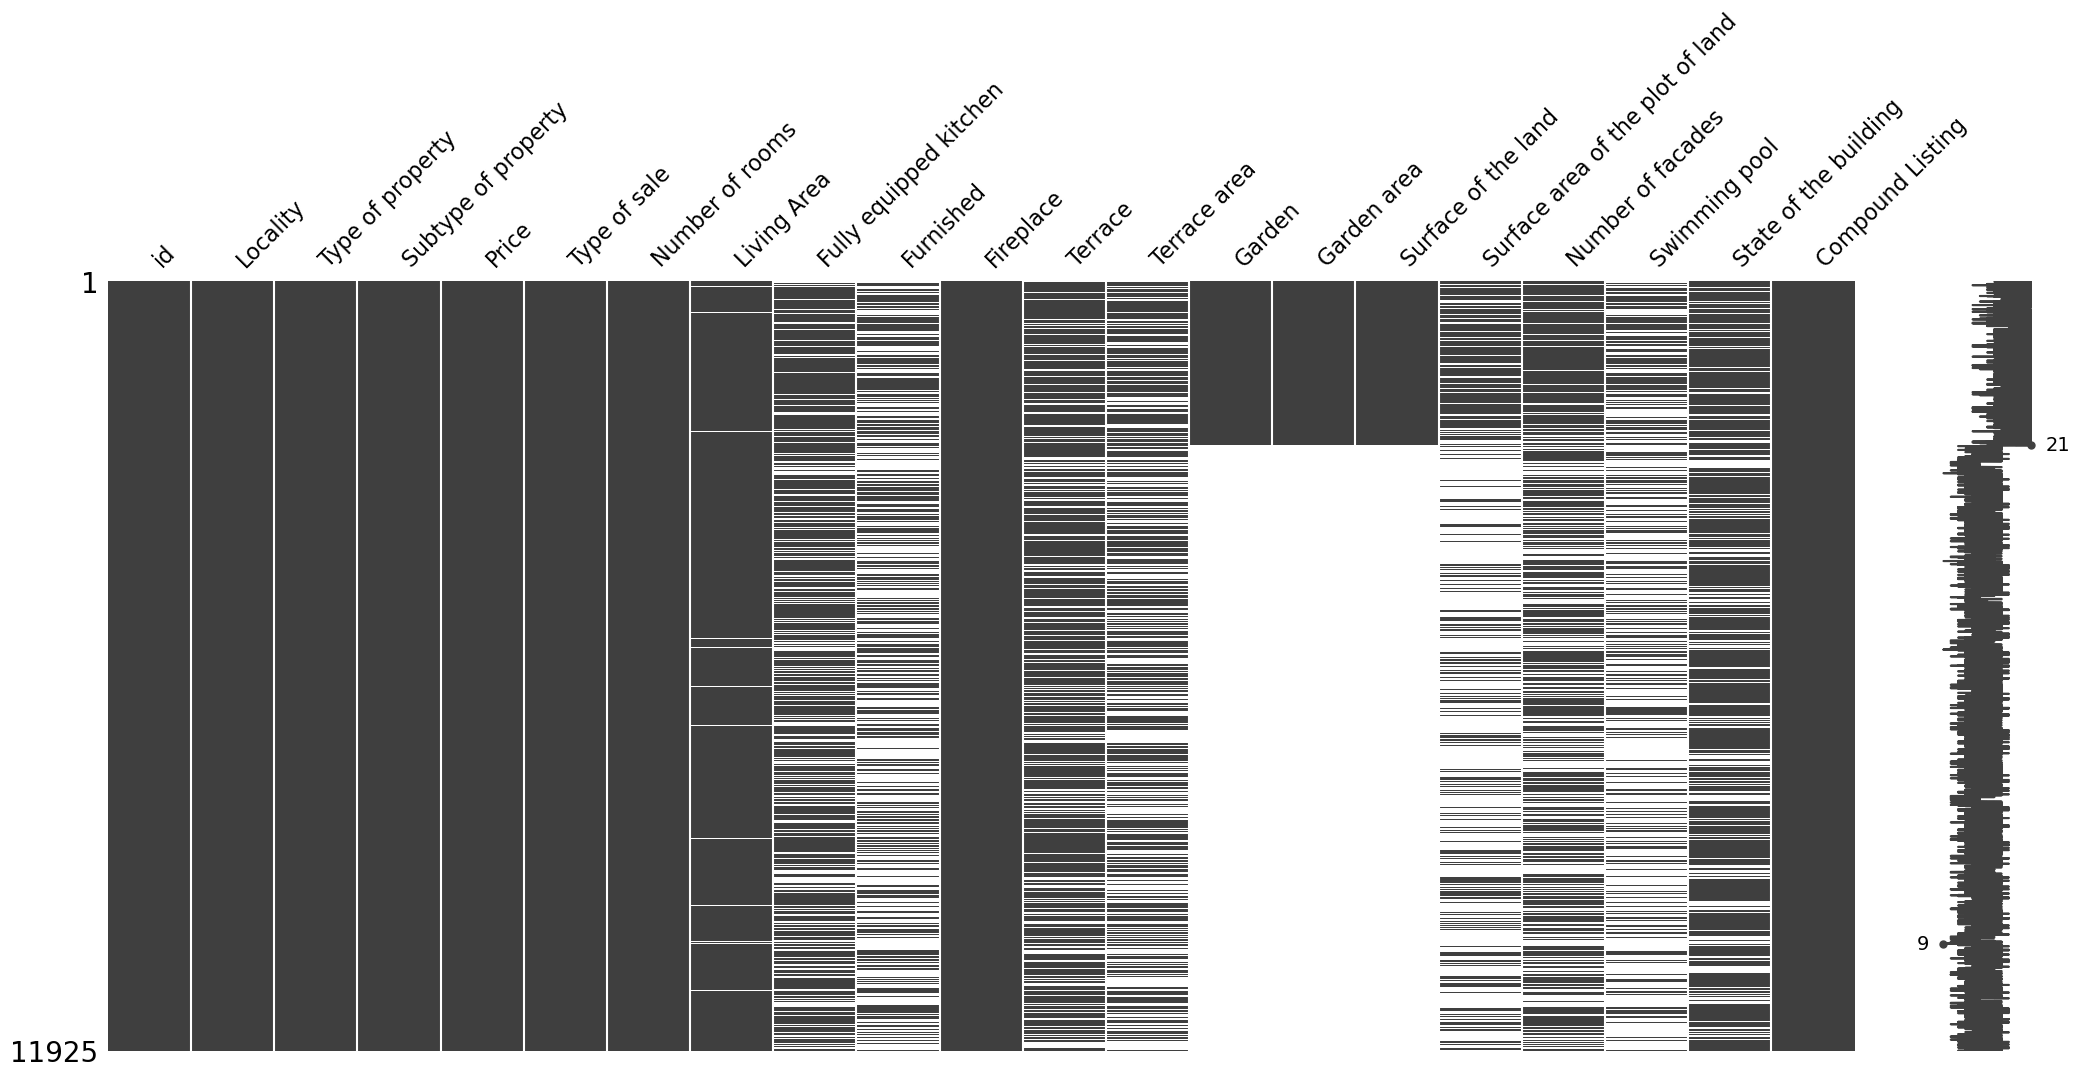 id
Locality
Type of property
Subtype of property
Price
Type of sale
Number of rooms
Living Area
Fully equipped kitchen
Furnished
Fireplace
Terrace
Terrace area
Garden
Garden area
Surface of the land
Surface area of the plot of land
Number of facades
Swimming pool
State of the building
Compound Listing
1
21
9
11925